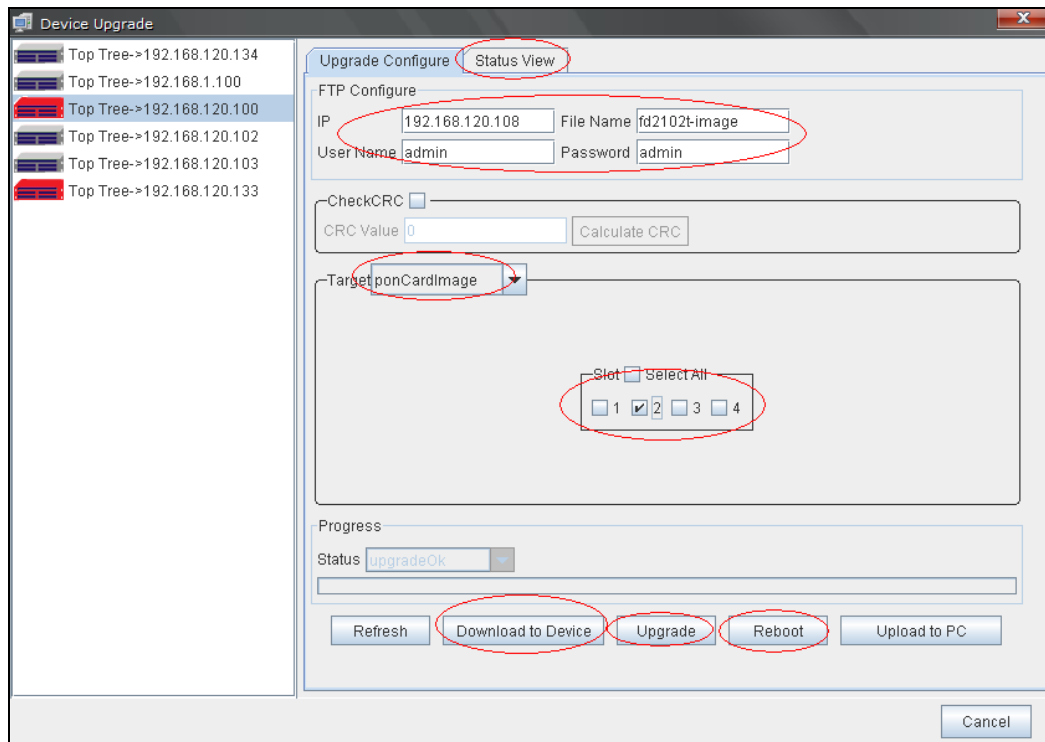 Device Upgrade
X
Top Tree->192.168.120.134
Top Tree->192.168.1.100
Top Tree->192.168.120.100
Top Tree->192.168.120.102
Top Tree->192.168.120.103
Top Tree->192.168.120.133
Upgrade Configure Status View
FTP Configure
IP 192.168.120.108 File Name fd2102t-image
User Name admin Password admin
CheckCRC
CRC Value 0 Calculate CRC
Target ponCardImage
Slot Select All
1 2 3 4
Progress
Status upgradeOk
Refresh Download to Device Upgrade Reboot Upload to PC
Cancel